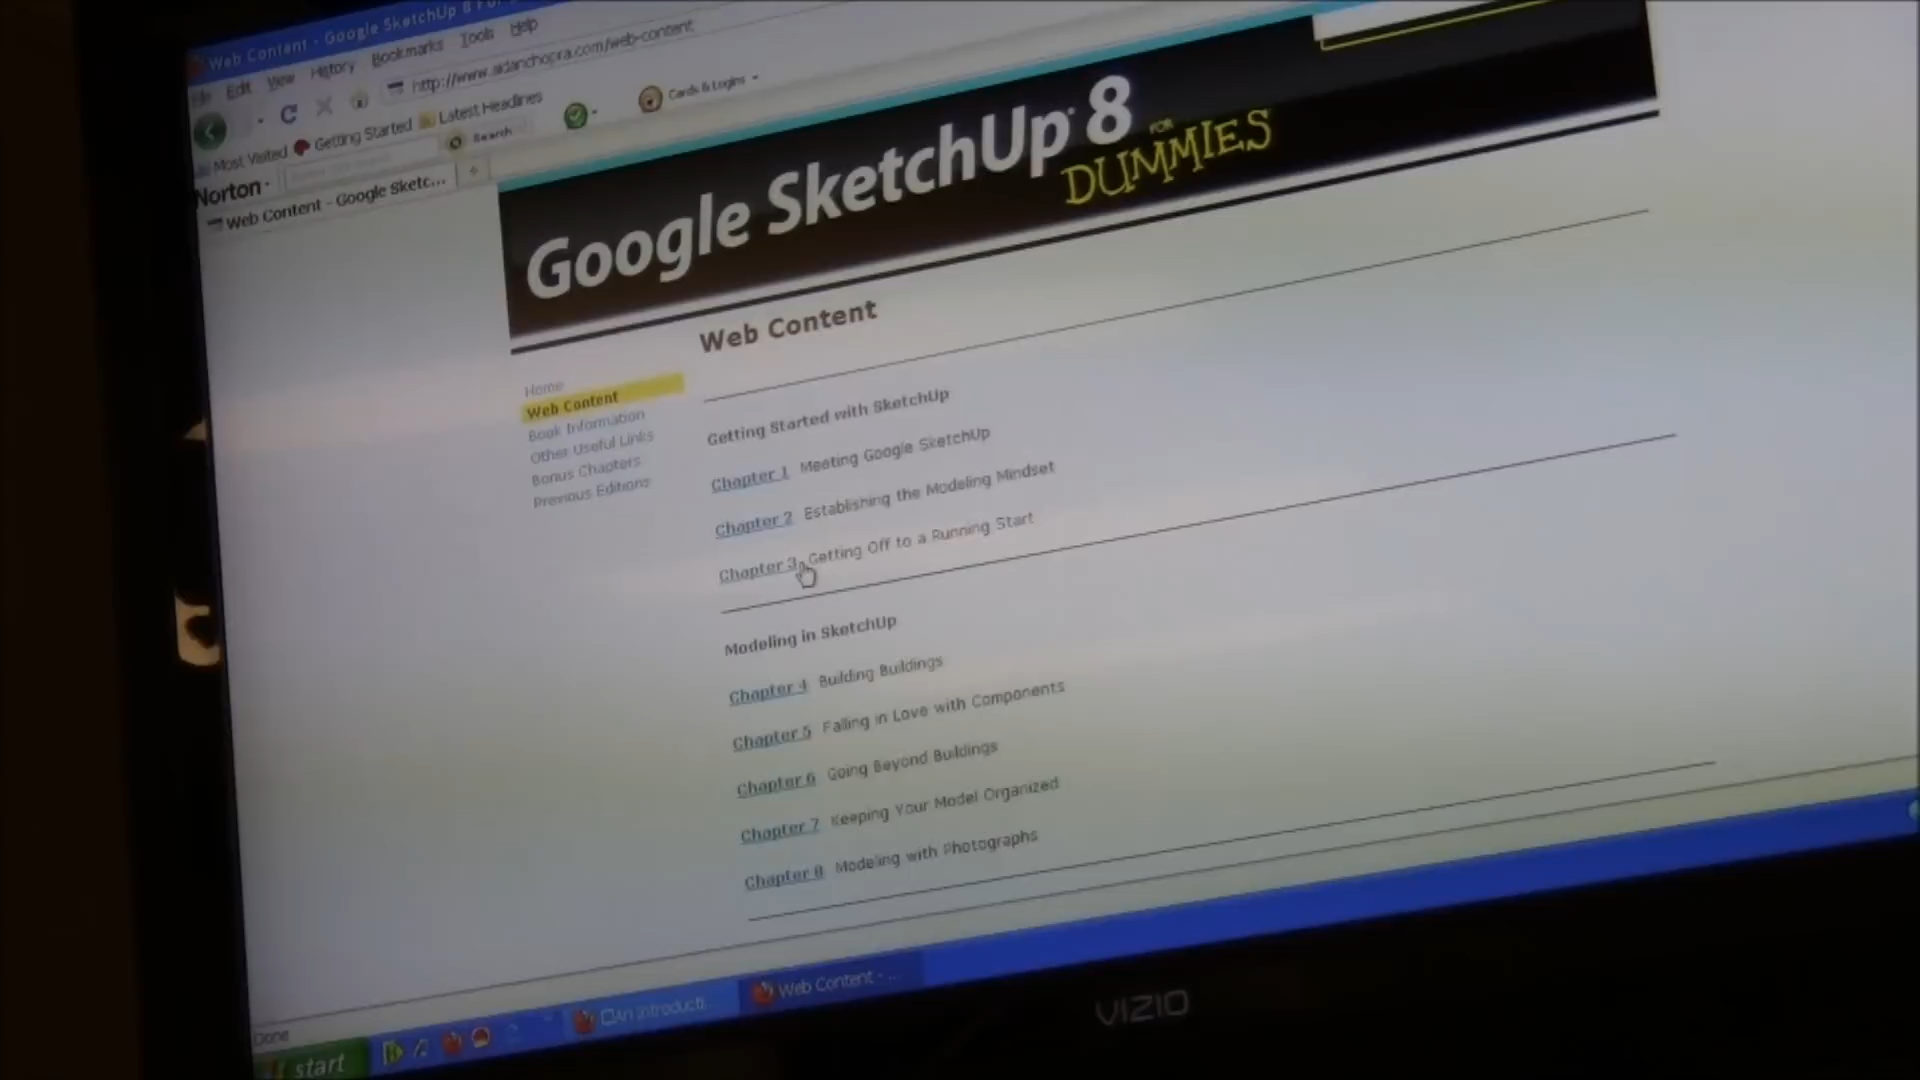 Web Content - Google SketchUp 8 For
Edit View History Bookmarks Tools Help
http://www.aidanchopra.com/web-content
Most Visited Getting Started Latest Headlines
Norton Search Cards & Logins
Web Content - Google Sketc...
Google SketchUp 8 FOR DUMMIES
Web Content
Home
Web Content
Book Information
Other Useful Links
Bonus Chapters
Previous Editions
Getting Started with SketchUp
Chapter 1 Meeting Google SketchUp
Chapter 2 Establishing the Modeling Mindset
Chapter 3 Getting Off to a Running Start
Modeling in SketchUp
Chapter 4 Building Buildings
Chapter 5 Falling in Love with Components
Chapter 6 Going Beyond Buildings
Chapter 7 Keeping Your Model Organized
Chapter 8 Modeling with Photographs
Done
start An Introducti... Web Content - ...
VIZIO